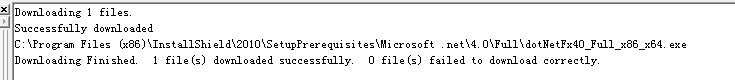 Downloading 1 files.
Successfully downloaded
C:\Program Files (x86)\InstallShield\2010\SetupPrerequisites\Microsoft .net\4.0\Full\dotNetFx40_Full_x86_x64.exe
Downloading Finished.  1 file(s) downloaded successfully.  0 file(s) failed to download correctly.